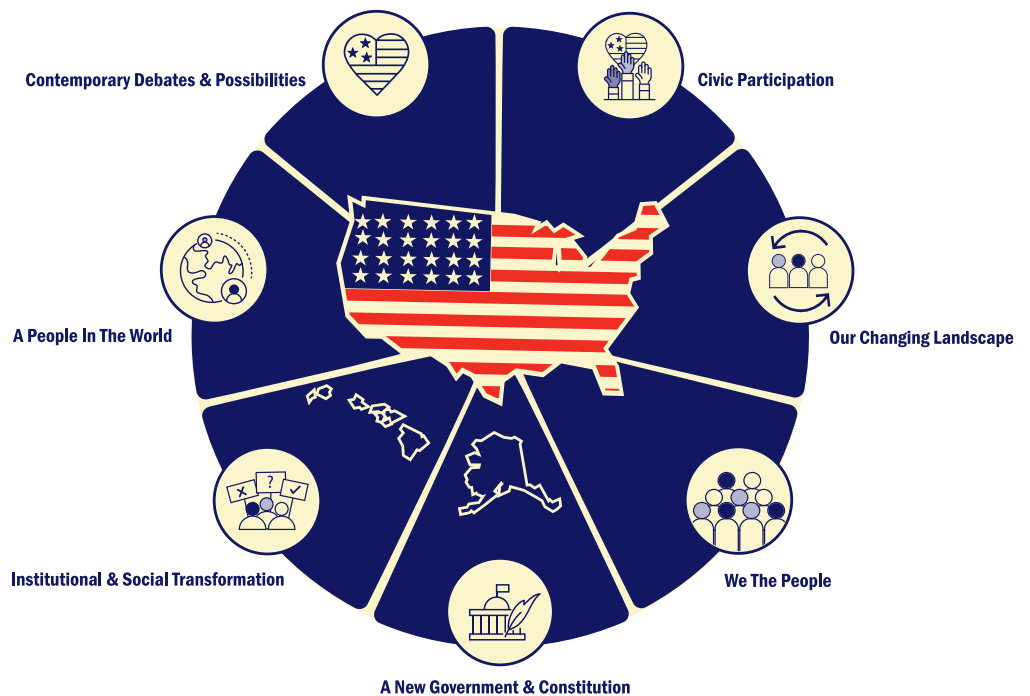 Contemporary Debates & Possibilities
Civic Participation
A People In The World
Our Changing Landscape
?
Institutional & Social Transformation
We The People
A New Government & Constitution